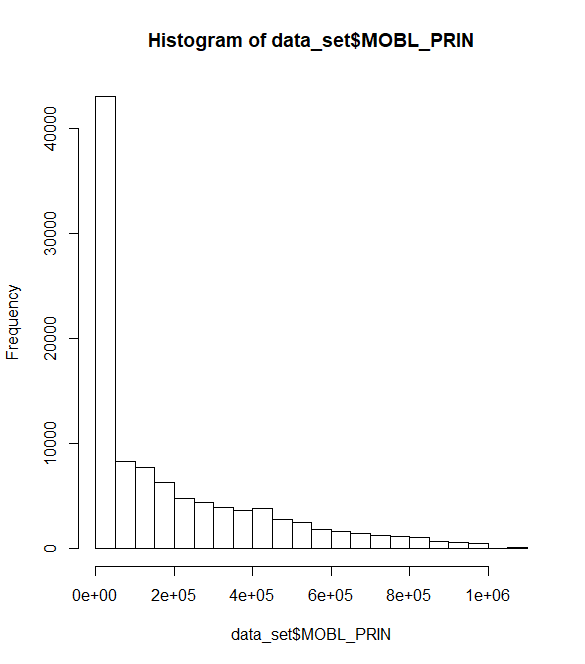 Histogram of data_set$MOBL_PRIN
Frequency
40000
30000
20000
10000
0
0e+00 2e+05 4e+05 6e+05 8e+05 1e+06
data_set$MOBL_PRIN